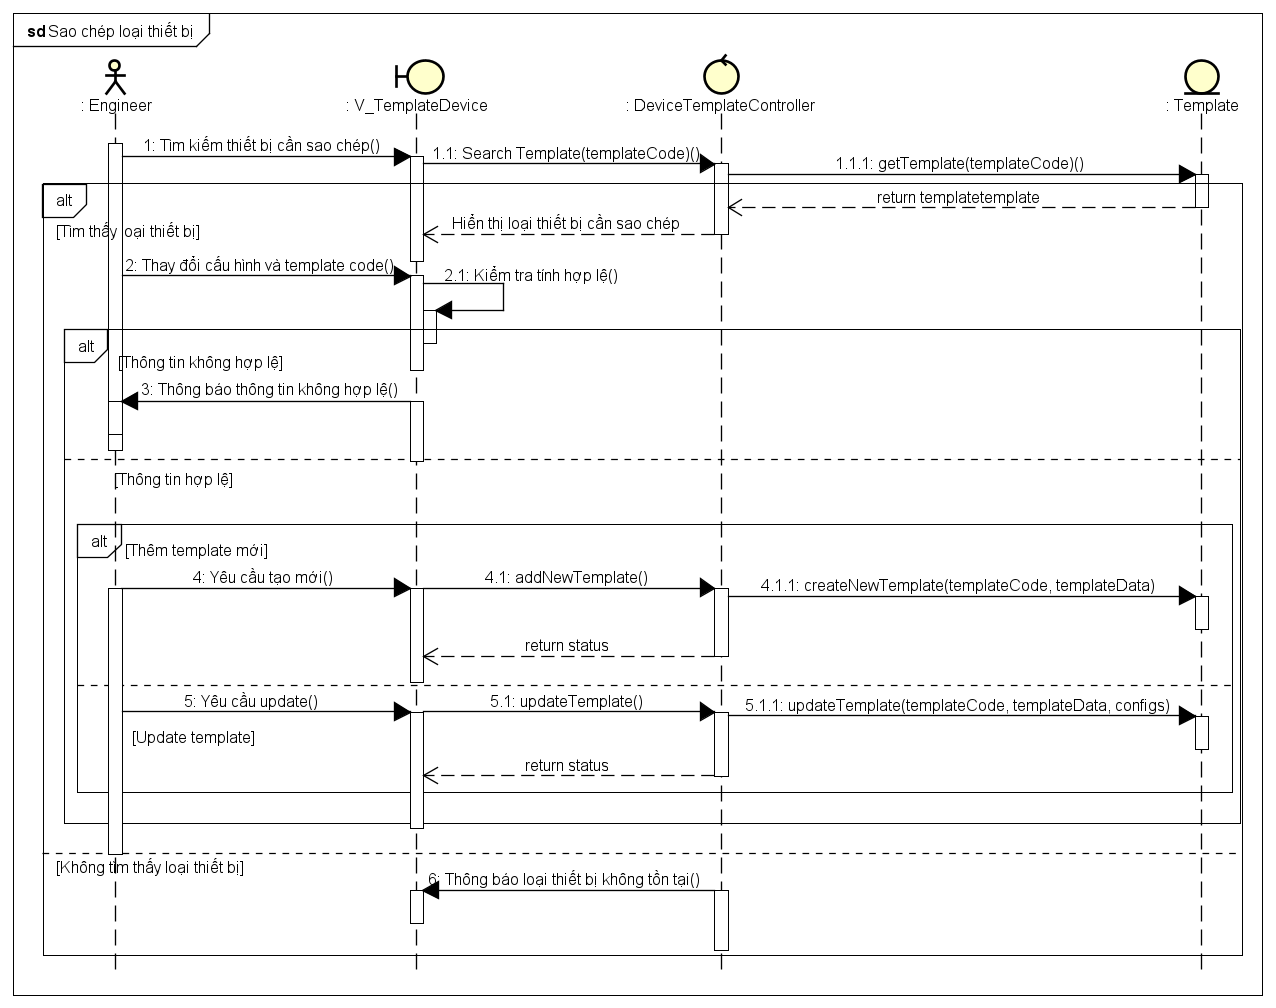 sd Sao chép loại thiết bị
: Engineer
: V_TemplateDevice
: DeviceTemplateController
: Template
1: Tìm kiếm thiết bị cần sao chép()
1.1: Search Template(templateCode)()
1.1.1: getTemplate(templateCode)()
alt
return templatetemplate
Hiển thị loại thiết bị cần sao chép
[Tìm thấy loại thiết bị]
2: Thay đổi cấu hình và template code()
2.1: Kiểm tra tính hợp lệ()
alt
[Thông tin không hợp lệ]
3: Thông báo thông tin không hợp lệ()
[Thông tin hợp lệ]
alt
[Thêm template mới]
4: Yêu cầu tạo mới()
4.1: addNewTemplate()
4.1.1: createNewTemplate(templateCode, templateData)
return status
5: Yêu cầu update()
5.1: updateTemplate()
5.1.1: updateTemplate(templateCode, templateData, configs)
[Update template]
return status
[Không tìm thấy loại thiết bị]
6: Thông báo loại thiết bị không tồn tại()